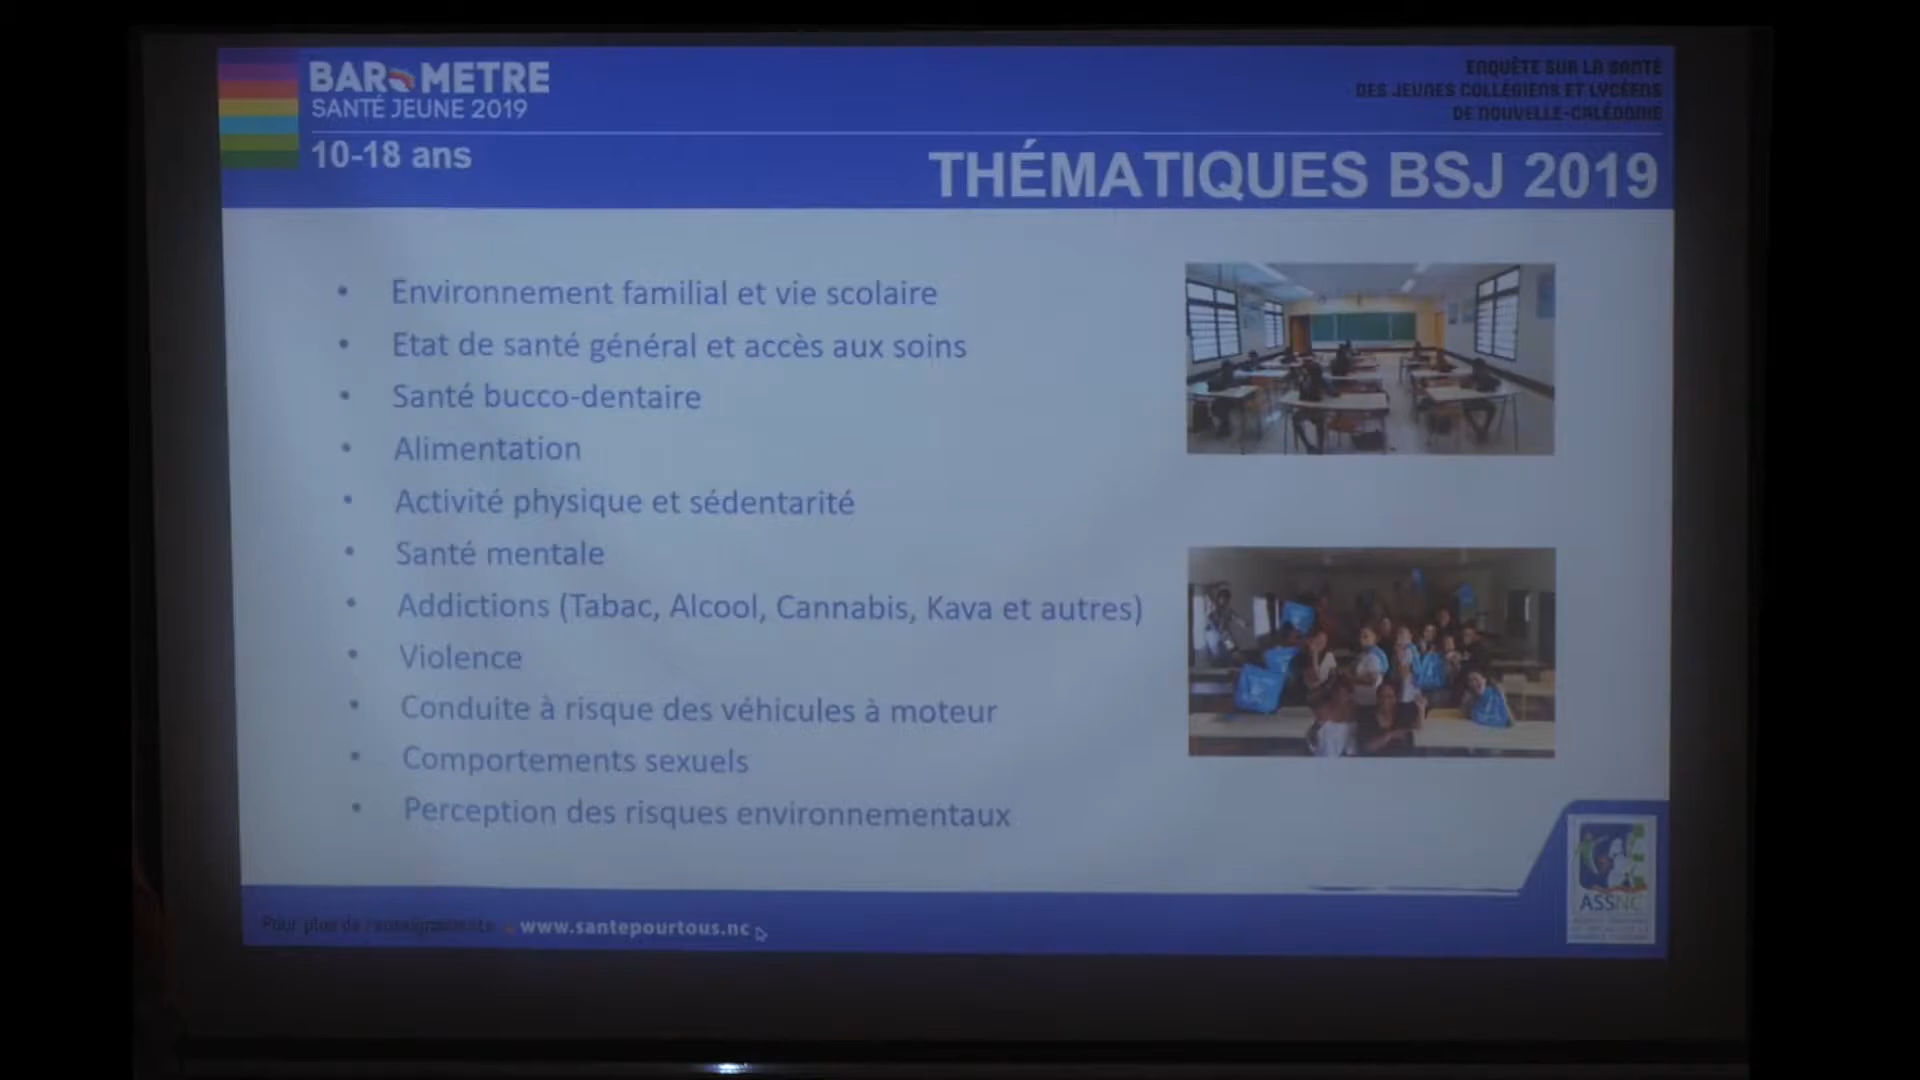 BAROMETRE
SANTÉ JEUNE 2019
10-18 ans
ENQUÊTE SUR LA SANTÉ
DES JEUNES COLLÉGIENS ET LYCÉENS
DE NOUVELLE-CALÉDONIE
THÉMATIQUES BSJ 2019
• Environnement familial et vie scolaire
• Etat de santé général et accès aux soins
• Santé bucco-dentaire
• Alimentation
• Activité physique et sédentarité
• Santé mentale
• Addictions (Tabac, Alcool, Cannabis, Kava et autres)
• Violence
• Conduite à risque des véhicules à moteur
• Comportements sexuels
• Perception des risques environnementaux
Pour plus de renseignements www.santepourtous.nc
ASSNC